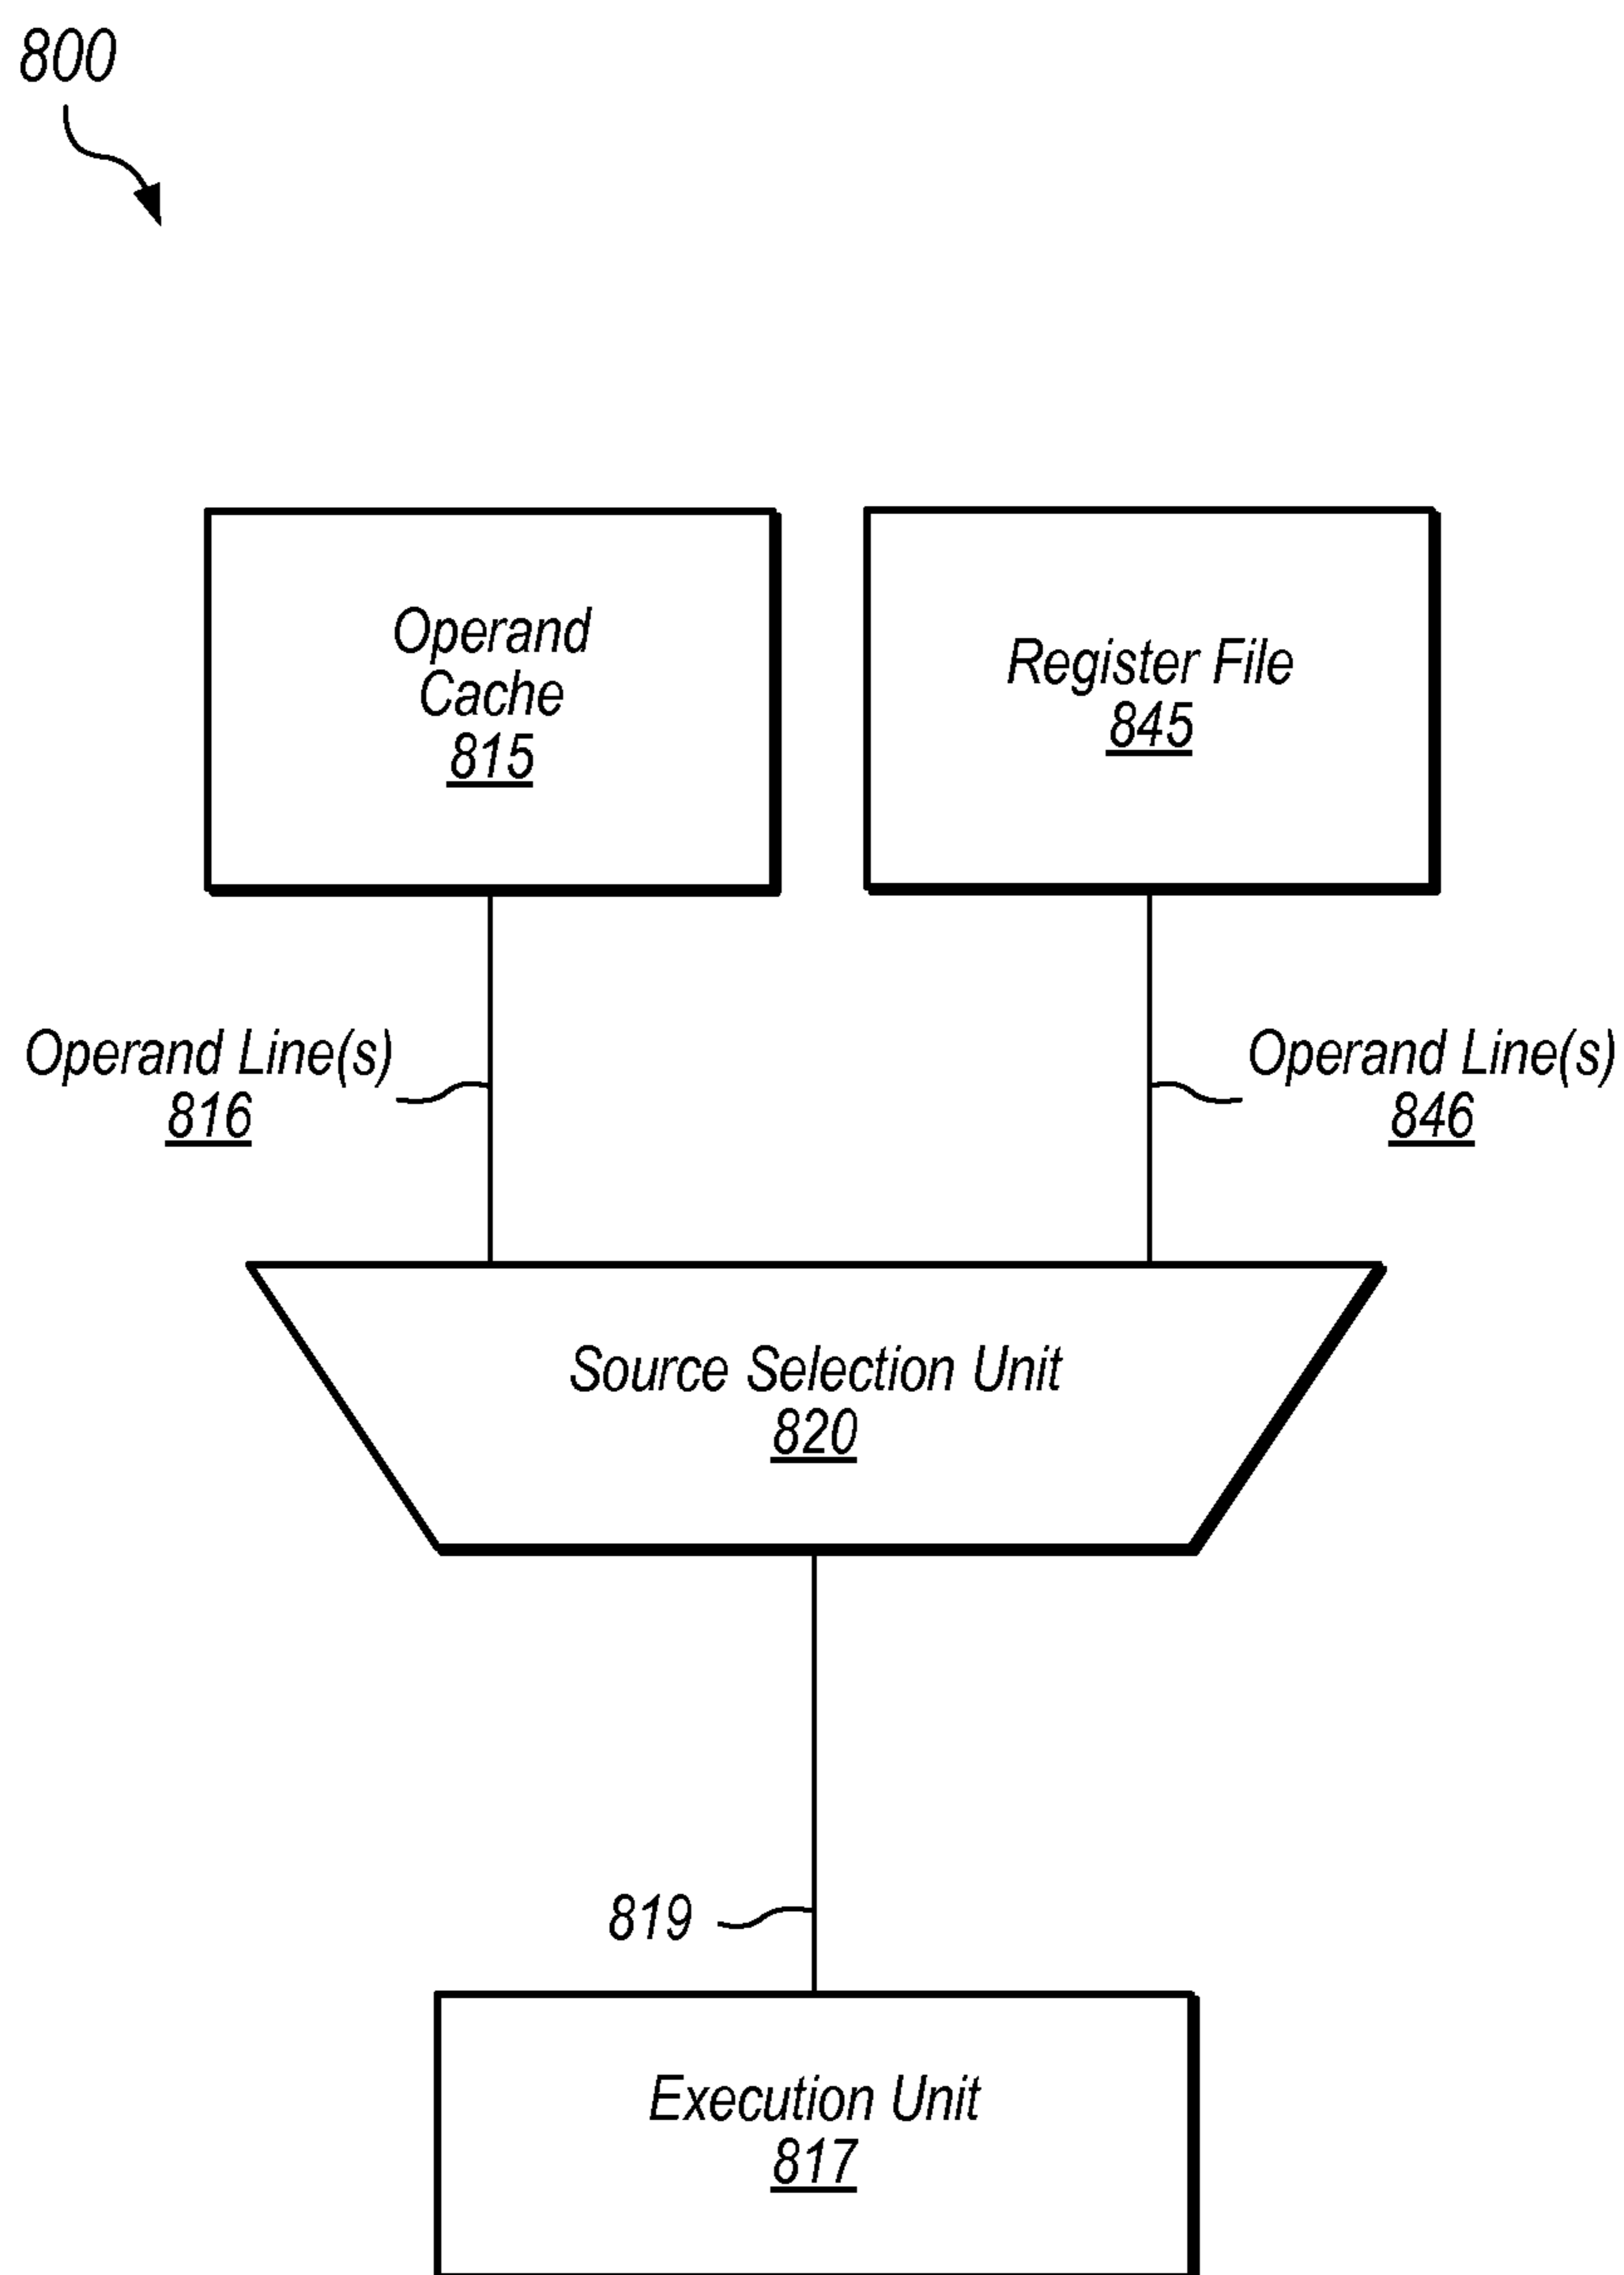 800
Operand
Cache
815
Register File
845
Operand Line(s)
816
Operand Line(s)
846
Source Selection Unit
820
819
Execution Unit
817